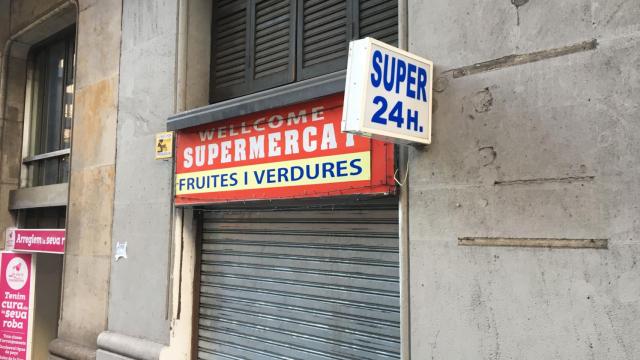 SUPER
24H.
WELLCOME
SUPERMERCAT
FRUITES I VERDURES
Arreglem la seva roba
Tenim
cura de
la seva
roba